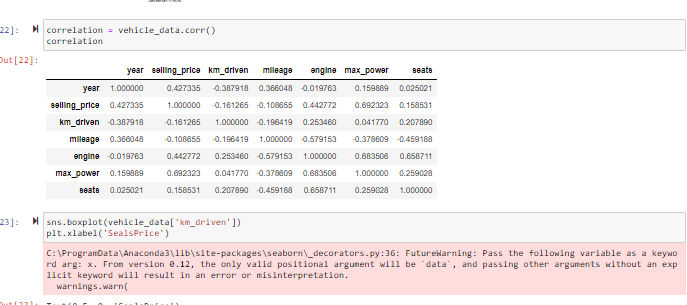 22]:
correlation = vehicle_data.corr()
correlation
Out[22]:
year selling_price km_driven mileage engine max_power seats
year 1.000000 0.427335 -0.387918 0.366048 -0.019763 0.159889 0.025021
selling_price 0.427335 1.000000 -0.161265 -0.108655 0.442772 0.692323 0.158531
km_driven -0.387918 -0.161265 1.000000 -0.196419 0.253460 0.041770 0.207890
mileage 0.366048 -0.108655 -0.196419 1.000000 -0.579153 -0.378609 -0.459188
engine -0.019763 0.442772 0.253460 -0.579153 1.000000 0.683506 0.658711
max_power 0.159889 0.692323 0.041770 -0.378609 0.683506 1.000000 0.259028
seats 0.025021 0.158531 0.207890 -0.459188 0.658711 0.259028 1.000000
23]:
sns.boxplot(vehicle_data['km_driven'])
plt.xlabel('SealsPrice')
C:\ProgramData\Anaconda3\lib\site-packages\seaborn\_decorators.py:36: FutureWarning: Pass the following variable as a keywo
rd arg: x. From version 0.12, the only valid positional argument will be `data`, and passing other arguments without an exp
licit keyword will result in an error or misinterpretation.
warnings.warn(